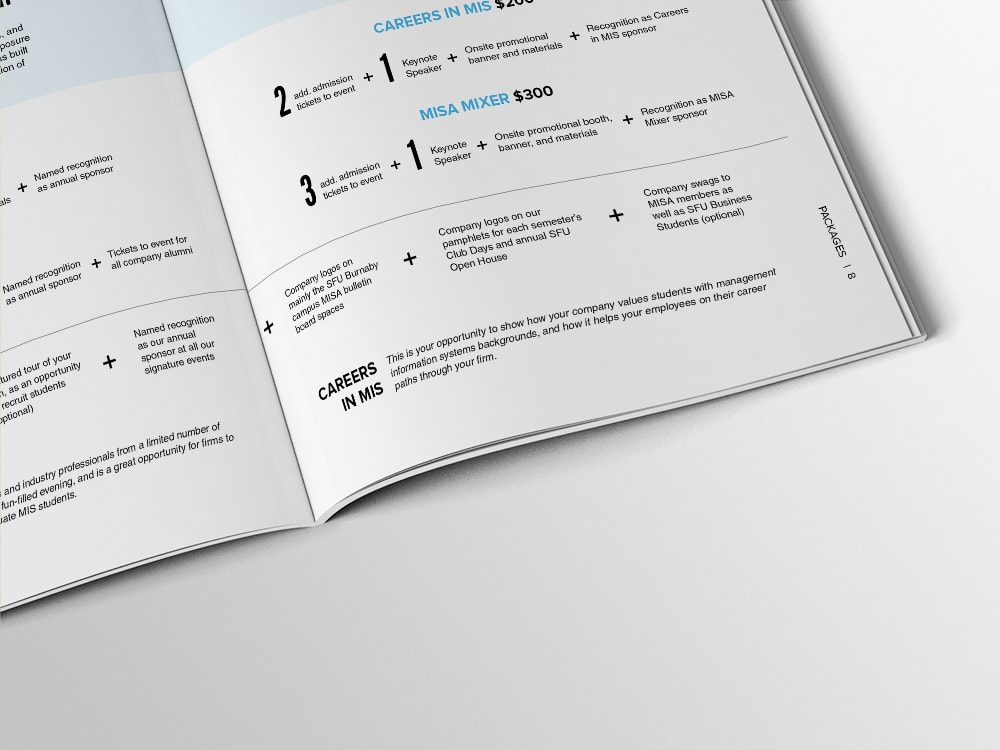 , and
posure
s built
ion of
Named recognition
+ as annual sponsor
als
Named recognition
as annual sponsor
+ Tickets to event for
all company alumni
tured tour of your
n, as an opportunity
recruit students
optional)
+
Named recognition
as our annual
sponsor at all our
signature events
s and industry professionals from a limited number of
fun-filled evening, and is a great opportunity for firms to
uate MIS students.
CAREERS IN MIS $200
2 add. admission
tickets to event
+ 1 Keynote
Speaker
+ Onsite promotional
banner and materials
+ Recognition as Careers
in MIS sponsor
MISA MIXER $300
3 add. admission
tickets to event
+ 1 Keynote
Speaker
+ Onsite promotional booth,
banner, and materials
+ Recognition as MISA
Mixer sponsor
+
Company logos on
mainly the SFU Burnaby
campus MISA bulletin
board spaces
+
Company logos on our
pamphlets for each semester's
Club Days and annual SFU
Open House
+
Company swags to
MISA members as
well as SFU Business
Students (optional)
CAREERS
IN MIS
This is your opportunity to show how your company values students with management
information systems backgrounds, and how it helps your employees on their career
paths through your firm.
PACKAGES | 8